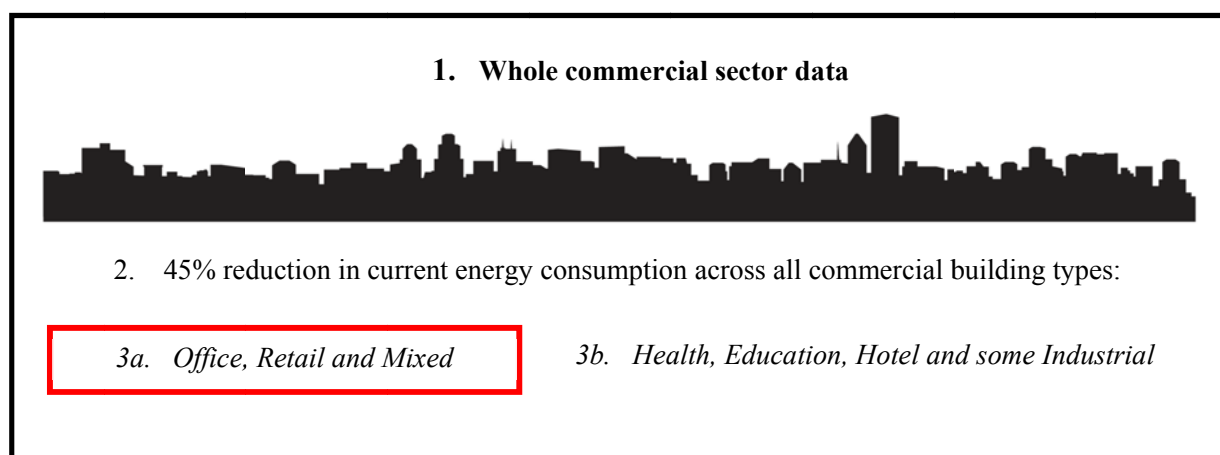 1. Whole commercial sector data
2. 45% reduction in current energy consumption across all commercial building types:
3a. Office, Retail and Mixed
3b. Health, Education, Hotel and some Industrial